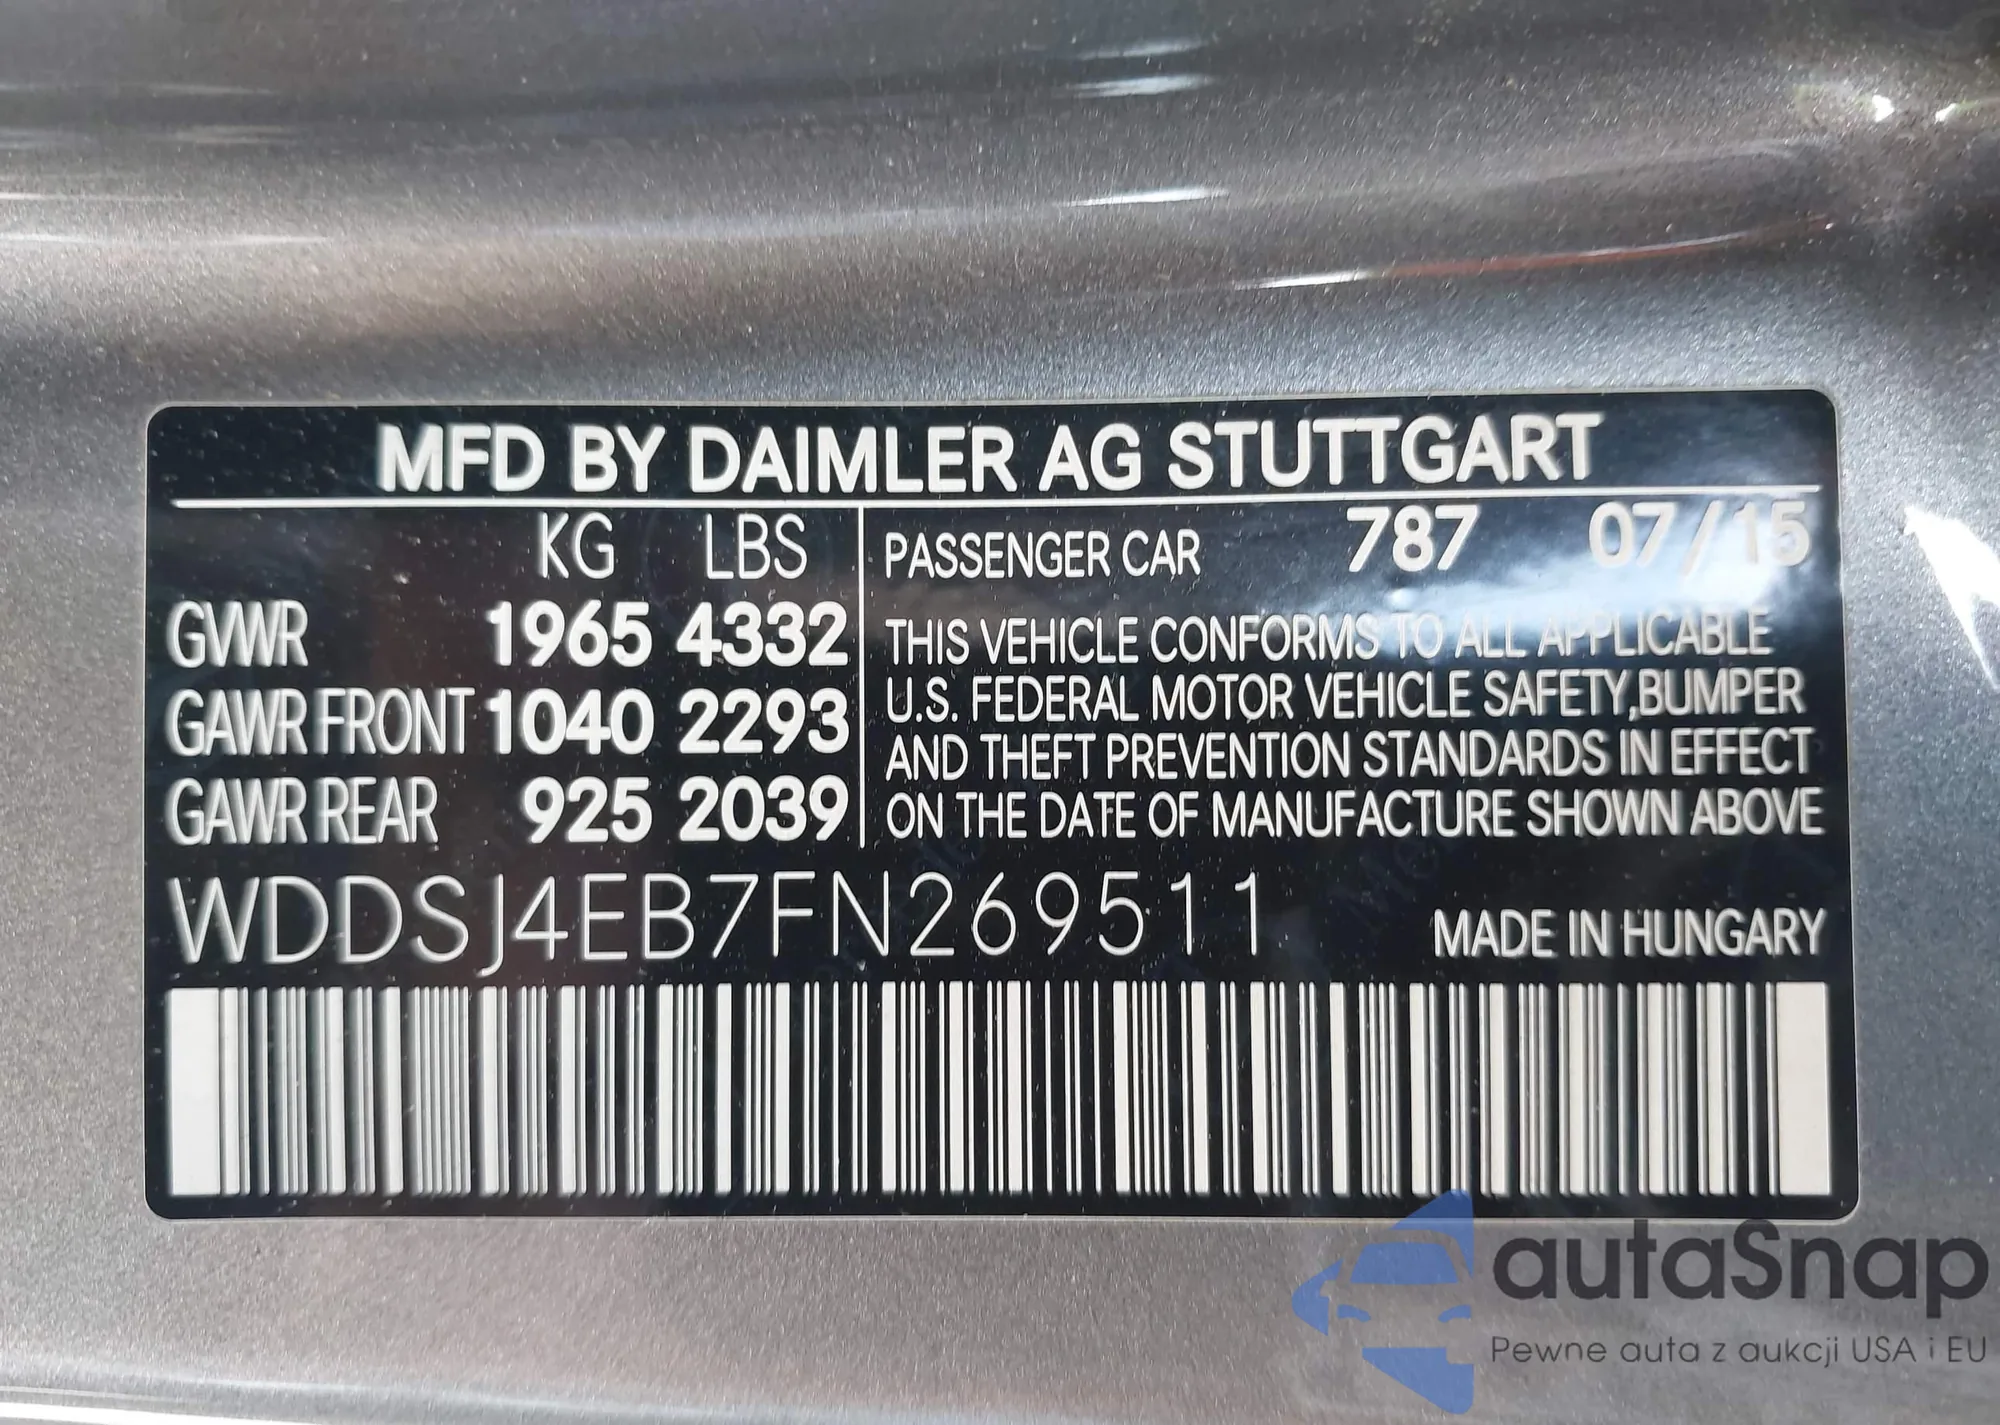 MFD BY DAIMLER AG STUTTGART
KG LBS
GVWR 1965 4332
GAWR FRONT 1040 2293
GAWR REAR 925 2039
PASSENGER CAR 787 07/15
THIS VEHICLE CONFORMS TO ALL APPLICABLE
U.S. FEDERAL MOTOR VEHICLE SAFETY,BUMPER
AND THEFT PREVENTION STANDARDS IN EFFECT
ON THE DATE OF MANUFACTURE SHOWN ABOVE
WDDSJ4EB7FN269511
MADE IN HUNGARY
autaSnap
Pewne auta z aukcji USA i EU